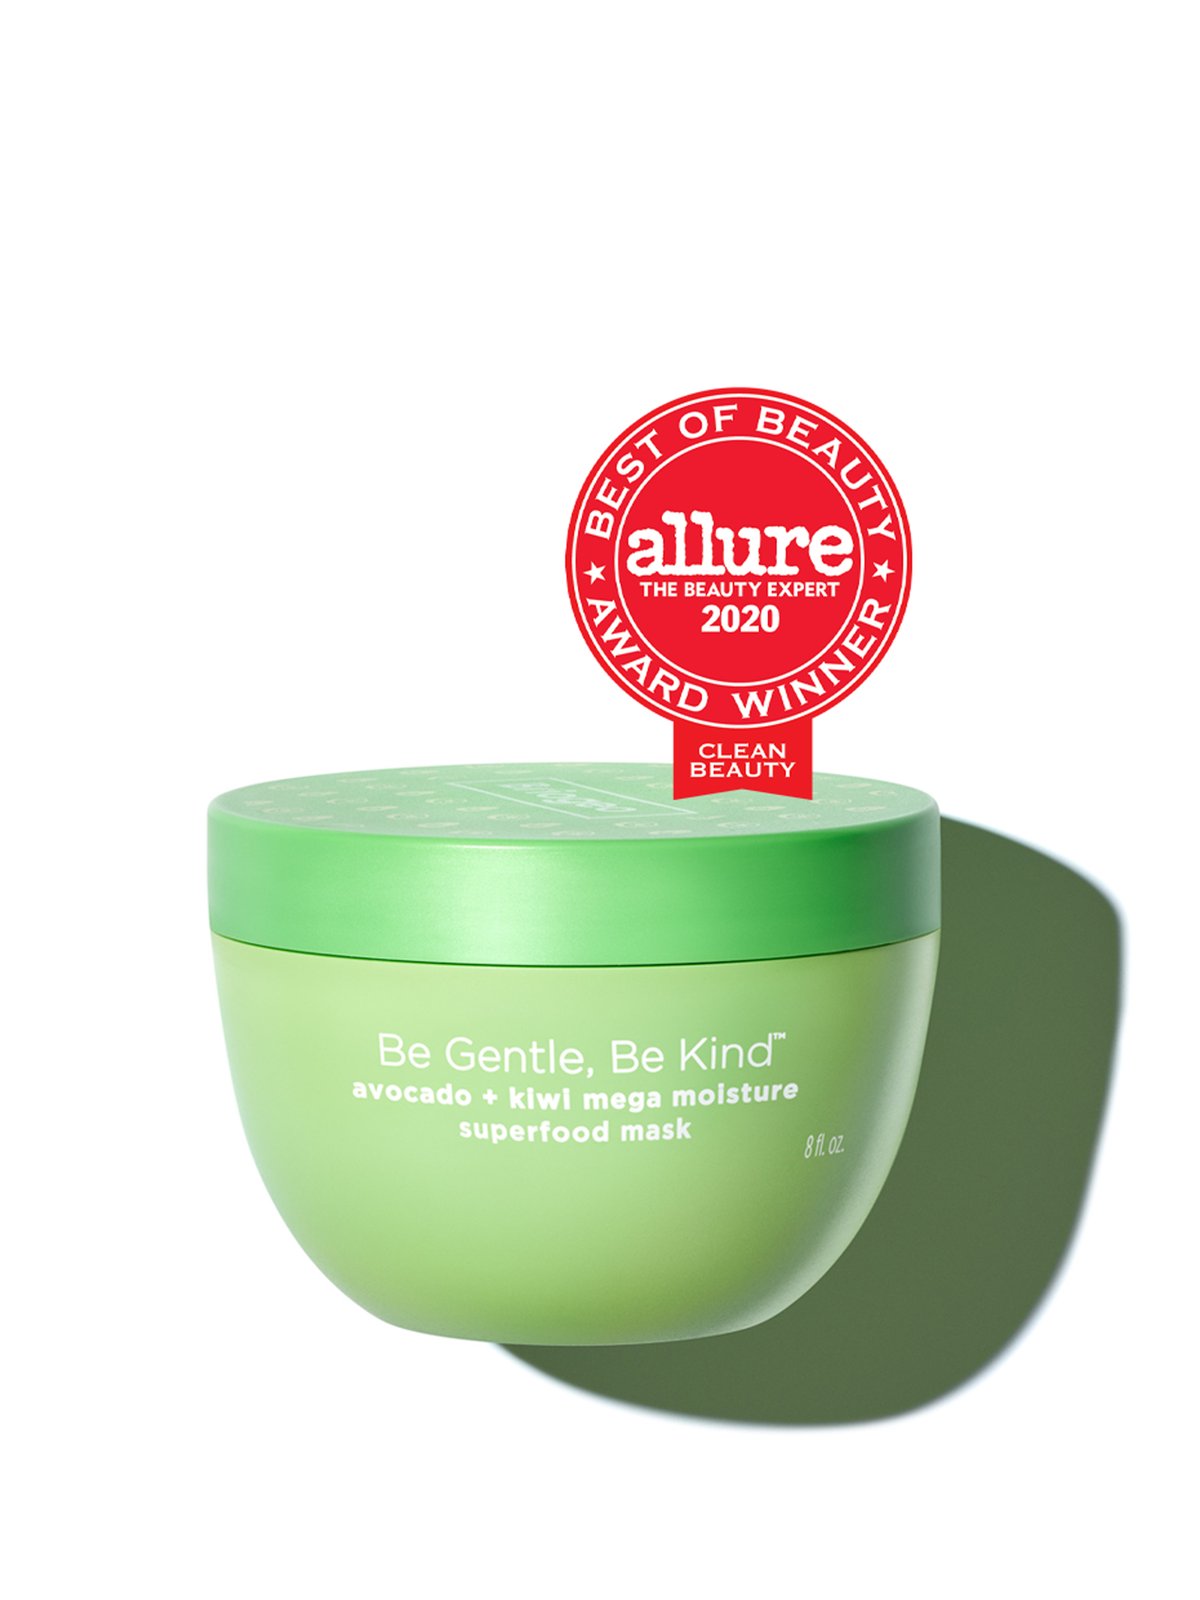 BEST OF BEAUTY
allure
THE BEAUTY EXPERT
2020
AWARD WINNER
CLEAN
BEAUTY
briogeo
Be Gentle, Be Kind™
avocado + kiwi mega moisture
superfood mask
8 fl. oz.